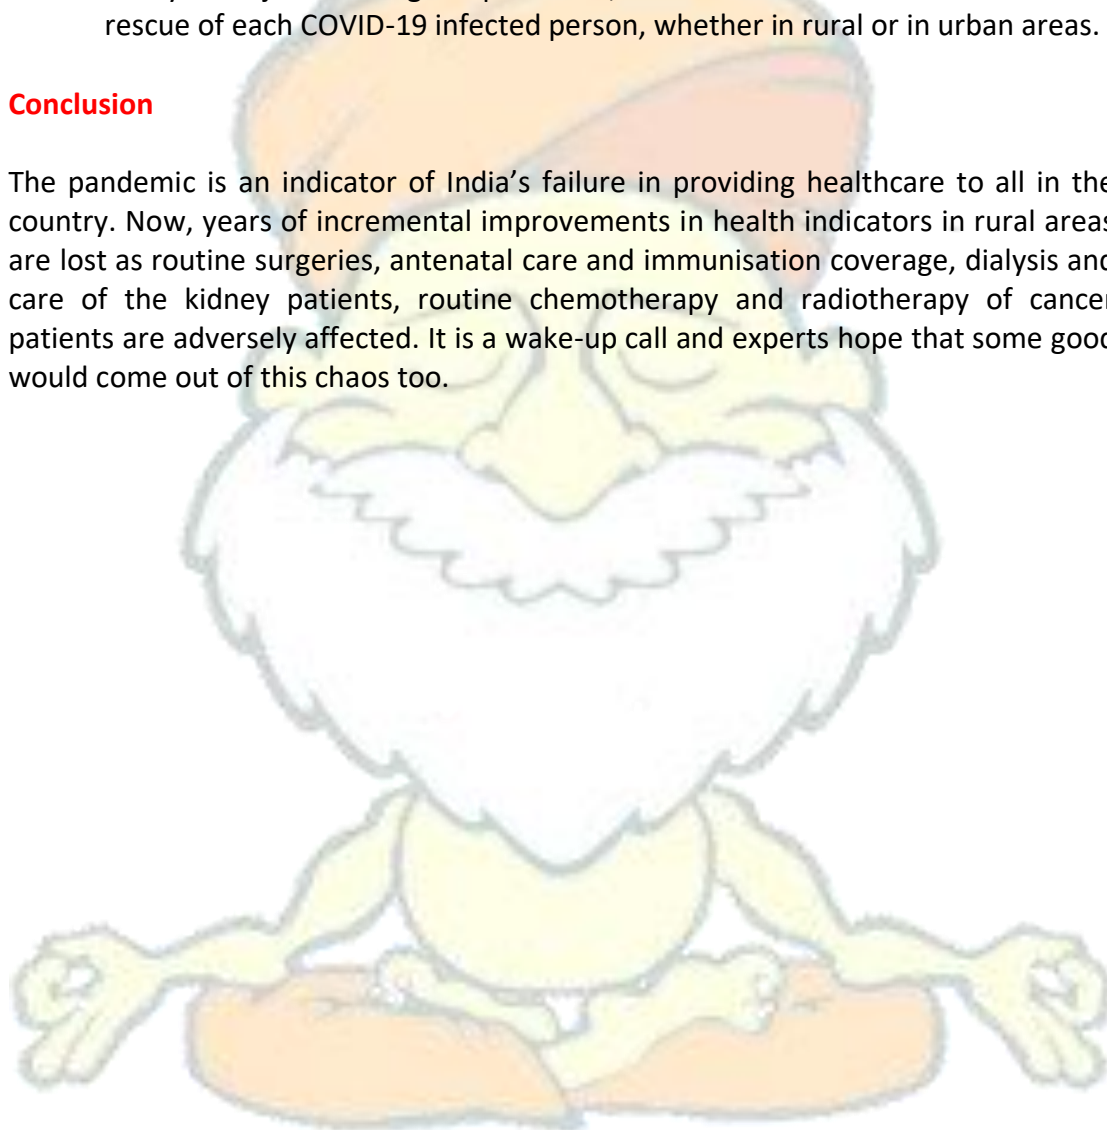 rescue of each COVID-19 infected person, whether in rural or in urban areas.
Conclusion
The pandemic is an indicator of India’s failure in providing healthcare to all in the
country. Now, years of incremental improvements in health indicators in rural areas
are lost as routine surgeries, antenatal care and immunisation coverage, dialysis and
care of the kidney patients, routine chemotherapy and radiotherapy of cancer
patients are adversely affected. It is a wake-up call and experts hope that some good
would come out of this chaos too.